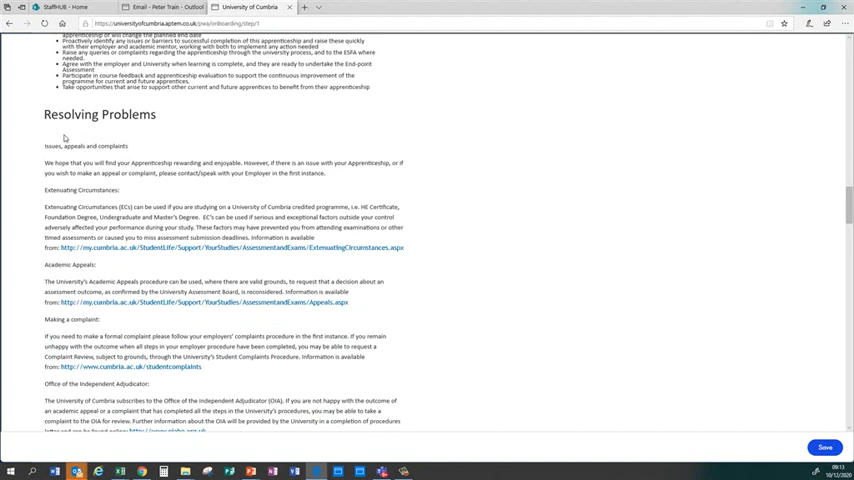 StaffHUB - Home
Email - Peter Train - Outlool
University of Cumbria
https://universityofcumbria.aptem.co.uk/pwa/onboarding/step/1
apprenticeship or will change the planned end date
Proactively identify any issues or barriers to successful completion of this apprenticeship and raise these quickly
with their employer and academic mentor, working with both to implement any action needed
Raise any queries or complaints regarding the apprenticeship through the university process, and to the ESFA where
needed.
Agree with the employer and University when learning is complete, and they are ready to undertake the End-point
Assessment
Participate in course feedback and apprenticeship evaluation to support the continuous improvement of the
programme for current and future apprentices.
Take opportunities that arise to support other current and future apprentices to benefit from their apprenticeship
Resolving Problems
Issues, appeals and complaints
We hope that you will find your Apprenticeship rewarding and enjoyable. However, if there is an issue with your Apprenticeship, or if
you wish to make an appeal or complaint, please contact/speak with your Employer in the first instance.
Extenuating Circumstances:
Extenuating Circumstances (ECs) can be used if you are studying on a University of Cumbria credited programme, i.e. HE Certificate,
Foundation Degree, Undergraduate and Master's Degree. EC's can be used if serious and exceptional factors outside your control
adversely affected your performance during your study. These factors may have prevented you from attending examinations or other
timed assessments or caused you to miss assessment submission deadlines. Information is available
from: http://my.cumbria.ac.uk/StudentLife/Support/YourStudies/AssessmentandExams/ExtenuatingCircumstances.aspx
Academic Appeals:
The University's Academic Appeals procedure can be used, where there are valid grounds, to request that a decision about an
assessment outcome, as confirmed by the University Assessment Board, is reconsidered. Information is available
from: http://my.cumbria.ac.uk/StudentLife/Support/YourStudies/AssessmentandExams/Appeals.aspx
Making a complaint:
If you need to make a formal complaint please follow your employers' complaints procedure in the first instance. If you remain
unhappy with the outcome when all steps in your employer procedure have been completed, you may be able to request a
Complaint Review, subject to grounds, through the University's Student Complaints Procedure. Information is available
from: http://www.cumbria.ac.uk/studentcomplaints
Office of the Independent Adjudicator:
The University of Cumbria subscribes to the Office of the Independent Adjudicator (OIA). If you are not happy with the outcome of
an academic appeal or a complaint that has completed all the steps in the University's procedures, you may be able to take a
complaint to the OIA for review. Further information about the OIA will be provided by the University in a completion of procedures
letter and can be found online: http://www.oiahe.org.uk
Save
09:13
10/12/2020